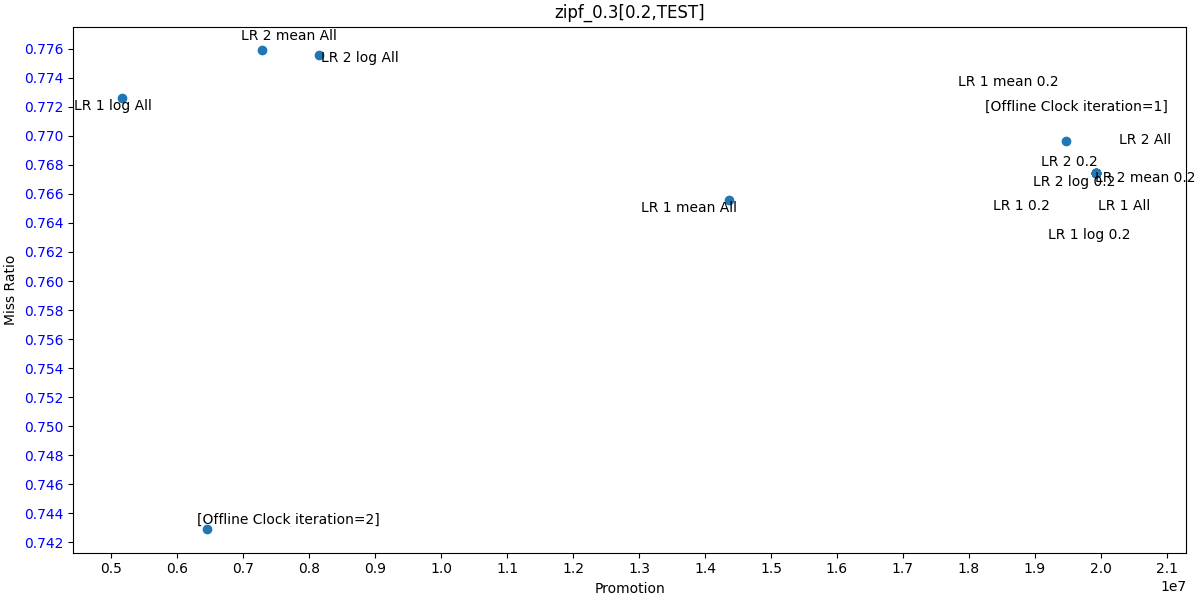 zipf_0.3[0.2,TEST]
Miss Ratio
0.776
0.774
0.772
0.770
0.768
0.766
0.764
0.762
0.760
0.758
0.756
0.754
0.752
0.750
0.748
0.746
0.744
0.742
LR 2 mean All
LR 2 log All
LR 1 log All
LR 1 mean 0.2
[Offline Clock iteration=1]
LR 2 All
LR 2 0.2
LR 2 mean 0.2
LR 2 log 0.2
LR 1 mean All
LR 1 0.2
LR 1 All
LR 1 log 0.2
[Offline Clock iteration=2]
0.5 0.6 0.7 0.8 0.9 1.0 1.1 1.2 1.3 1.4 1.5 1.6 1.7 1.8 1.9 2.0 2.1
1e7
Promotion